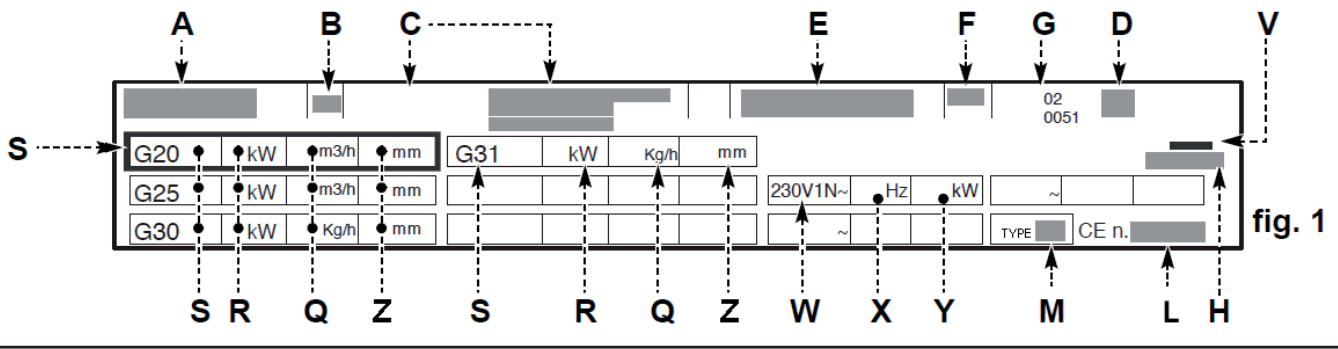 A B C E F G D V
02
0051
S G20 kW m3/h mm G31 kW Kg/h mm
G25 kW m3/h mm 230V1N~ Hz kW ~
G30 kW Kg/h mm ~ TYPE CE n. fig. 1
S R Q Z S R Q Z W X Y M L H